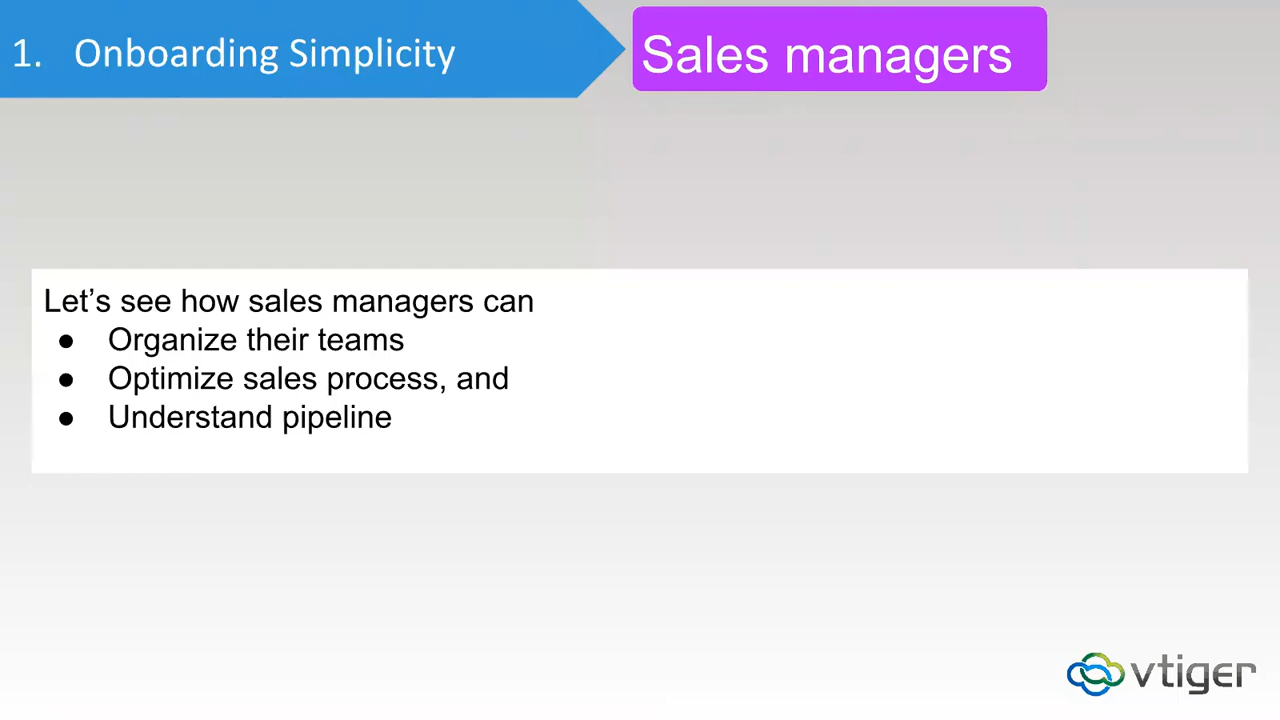 1. Onboarding Simplicity
Sales managers
Let’s see how sales managers can
● Organize their teams
● Optimize sales process, and
● Understand pipeline
vtiger